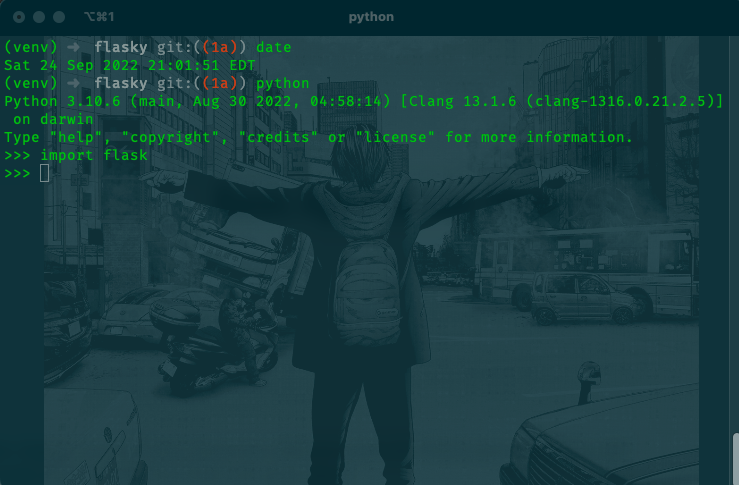 ⌥⌘1
python
(venv) ➜ flasky git:((1a)) date
Sat 24 Sep 2022 21:01:51 EDT
(venv) ➜ flasky git:((1a)) python
Python 3.10.6 (main, Aug 30 2022, 04:58:14) [Clang 13.1.6 (clang-1316.0.21.2.5)]
on darwin
Type "help", "copyright", "credits" or "license" for more information.
>>> import flask
>>>